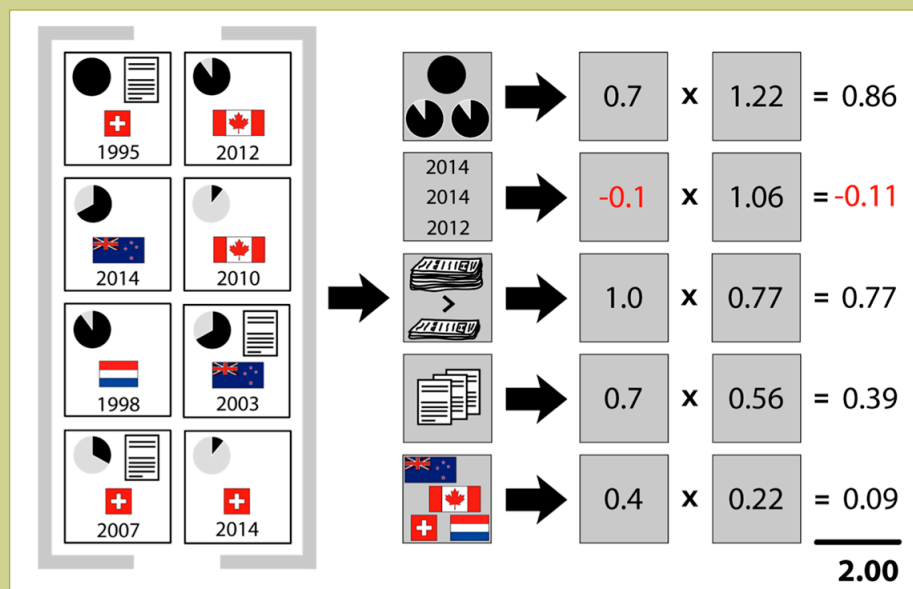 1995
2012
2014
2010
1998
2003
2007
2014
0.7 x 1.22 = 0.86
2014
2014
2012
-0.1 x 1.06 = -0.11
>
1.0 x 0.77 = 0.77
0.7 x 0.56 = 0.39
0.4 x 0.22 = 0.09
2.00